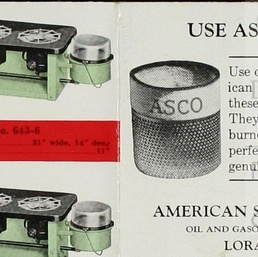 o. 643-6
31" wide, 14" deep
11"
USE AS
ASCO
Use o
ican
these
They
burne
perfe
genu
AMERICAN S
OIL AND GASO
LORA